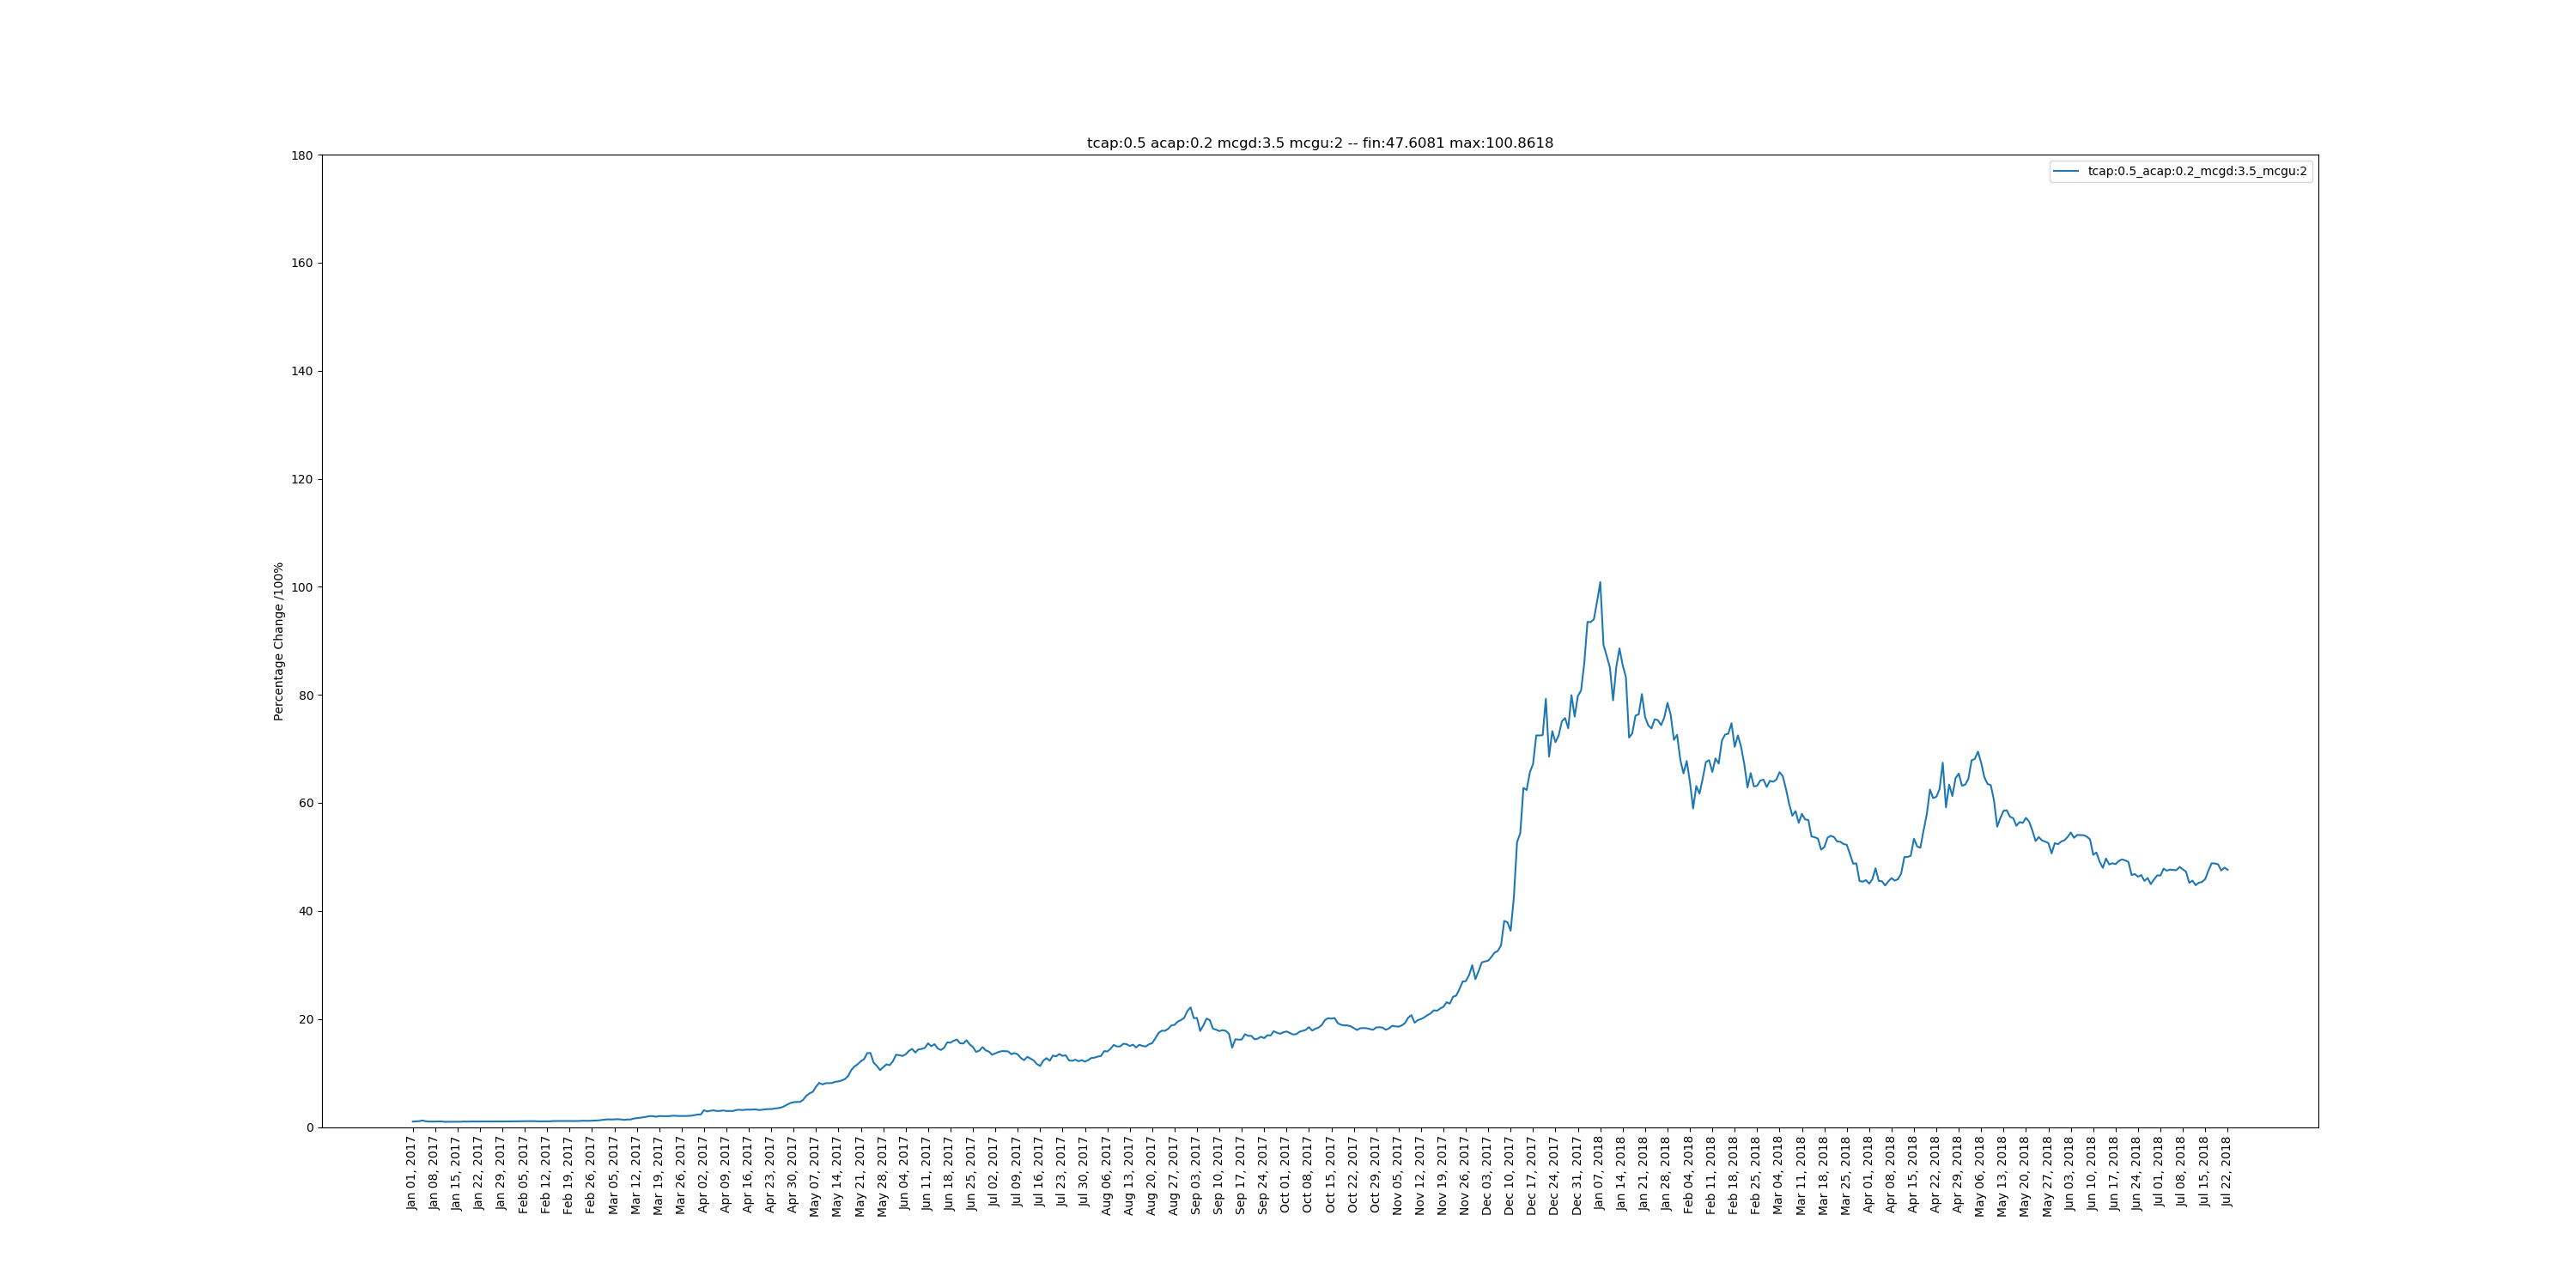 tcap:0.5 acap:0.2 mcgd:3.5 mcgu:2 -- fin:47.6081 max:100.8618
tcap:0.5_acap:0.2_mcgd:3.5_mcgu:2
Percentage Change /100%
180
160
140
120
100
80
60
40
20
0
Jan 01, 2017
Jan 08, 2017
Jan 15, 2017
Jan 22, 2017
Jan 29, 2017
Feb 05, 2017
Feb 12, 2017
Feb 19, 2017
Feb 26, 2017
Mar 05, 2017
Mar 12, 2017
Mar 19, 2017
Mar 26, 2017
Apr 02, 2017
Apr 09, 2017
Apr 16, 2017
Apr 23, 2017
Apr 30, 2017
May 07, 2017
May 14, 2017
May 21, 2017
May 28, 2017
Jun 04, 2017
Jun 11, 2017
Jun 18, 2017
Jun 25, 2017
Jul 02, 2017
Jul 09, 2017
Jul 16, 2017
Jul 23, 2017
Jul 30, 2017
Aug 06, 2017
Aug 13, 2017
Aug 20, 2017
Aug 27, 2017
Sep 03, 2017
Sep 10, 2017
Sep 17, 2017
Sep 24, 2017
Oct 01, 2017
Oct 08, 2017
Oct 15, 2017
Oct 22, 2017
Oct 29, 2017
Nov 05, 2017
Nov 12, 2017
Nov 19, 2017
Nov 26, 2017
Dec 03, 2017
Dec 10, 2017
Dec 17, 2017
Dec 24, 2017
Dec 31, 2017
Jan 07, 2018
Jan 14, 2018
Jan 21, 2018
Jan 28, 2018
Feb 04, 2018
Feb 11, 2018
Feb 18, 2018
Feb 25, 2018
Mar 04, 2018
Mar 11, 2018
Mar 18, 2018
Mar 25, 2018
Apr 01, 2018
Apr 08, 2018
Apr 15, 2018
Apr 22, 2018
Apr 29, 2018
May 06, 2018
May 13, 2018
May 20, 2018
May 27, 2018
Jun 03, 2018
Jun 10, 2018
Jun 17, 2018
Jun 24, 2018
Jul 01, 2018
Jul 08, 2018
Jul 15, 2018
Jul 22, 2018